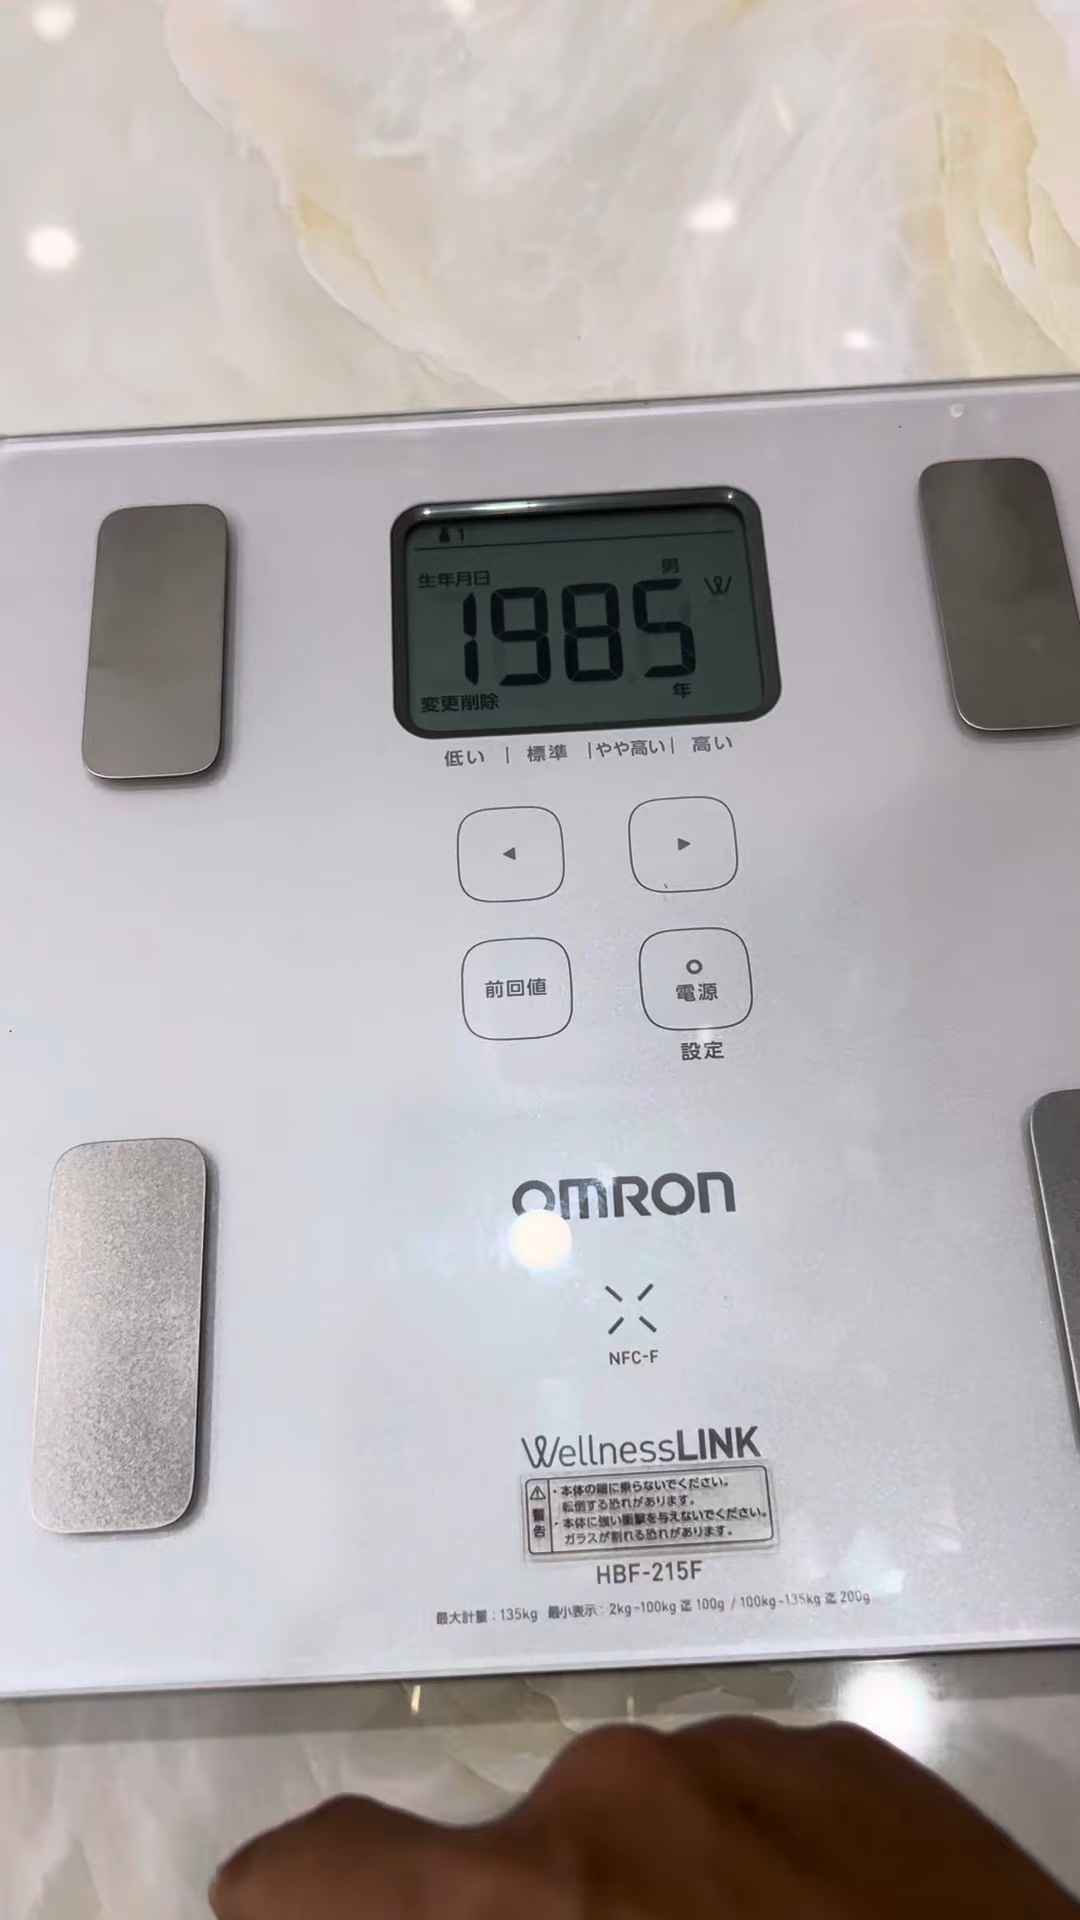 1
生年月日 男
1985 W
変更削除 年
低い | 標準 | やや高い | 高い
◀ ▶
前回値 電源
設定
OMRON
NFC-F
WellnessLINK
警告
・本体の端に乗らないでください。
転倒する恐れがあります。
・本体に強い衝撃を与えないでください。
ガラスが割れる恐れがあります。
HBF-215F
最大計量：135kg 最小表示：2kg-100kg 迄 100g / 100kg-135kg 迄 200g